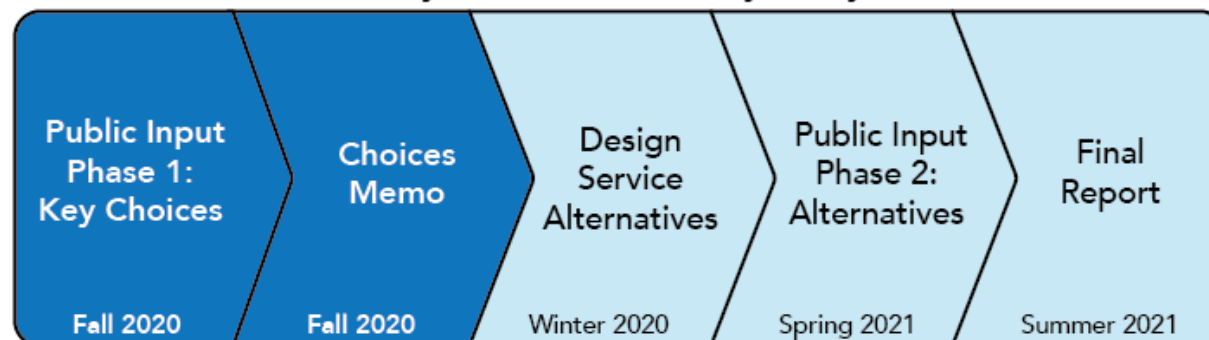 Public Input
Phase 1:
Key Choices
Fall 2020
Choices
Memo
Fall 2020
Design
Service
Alternatives
Winter 2020
Public Input
Phase 2:
Alternatives
Spring 2021
Final
Report
Summer 2021